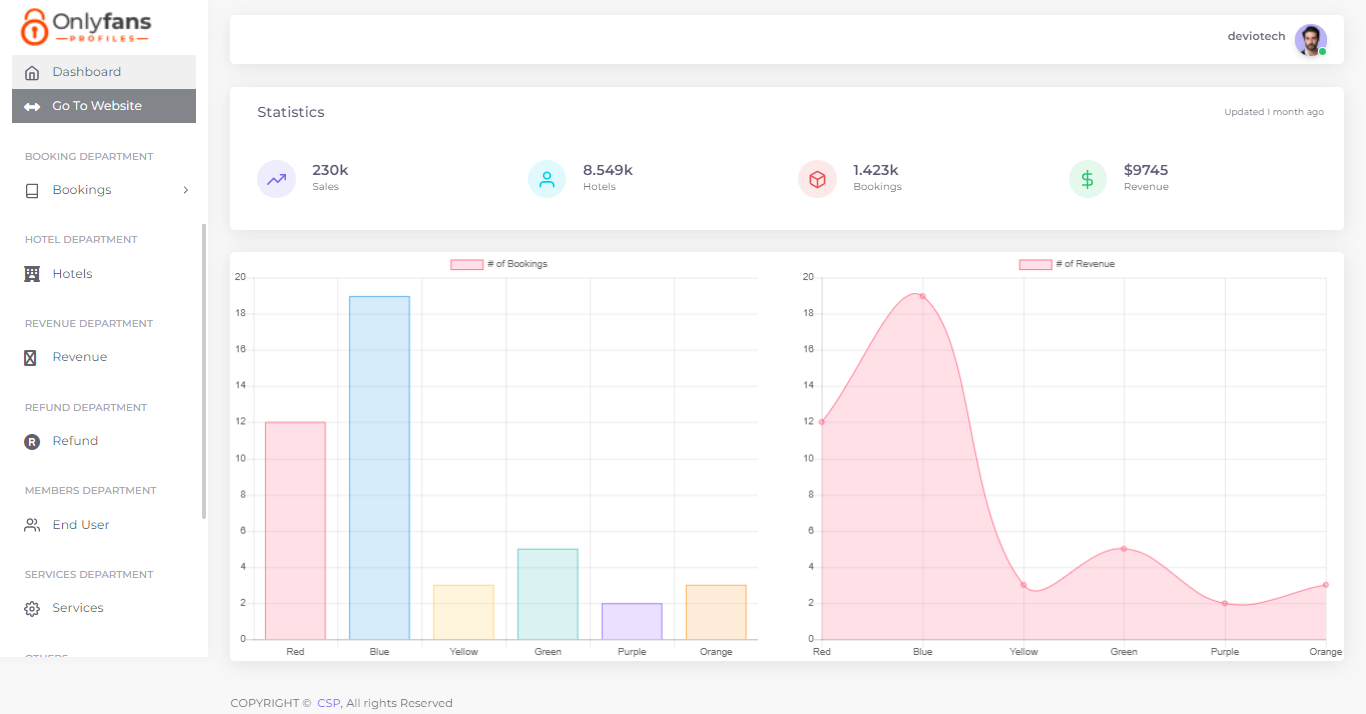 Onlyfans
PROFILES
Dashboard
Go To Website
BOOKING DEPARTMENT
Bookings
HOTEL DEPARTMENT
Hotels
REVENUE DEPARTMENT
Revenue
REFUND DEPARTMENT
R Refund
MEMBERS DEPARTMENT
End User
SERVICES DEPARTMENT
Services
OTHERS
deviotech
Statistics
Updated 1 month ago
230k
Sales
8.549k
Hotels
1.423k
Bookings
$9745
Revenue
# of Bookings
20
18
16
14
12
10
8
6
4
2
0
Red Blue Yellow Green Purple Orange
# of Revenue
20
18
16
14
12
10
8
6
4
2
0
Red Blue Yellow Green Purple Orange
COPYRIGHT © CSP, All rights Reserved